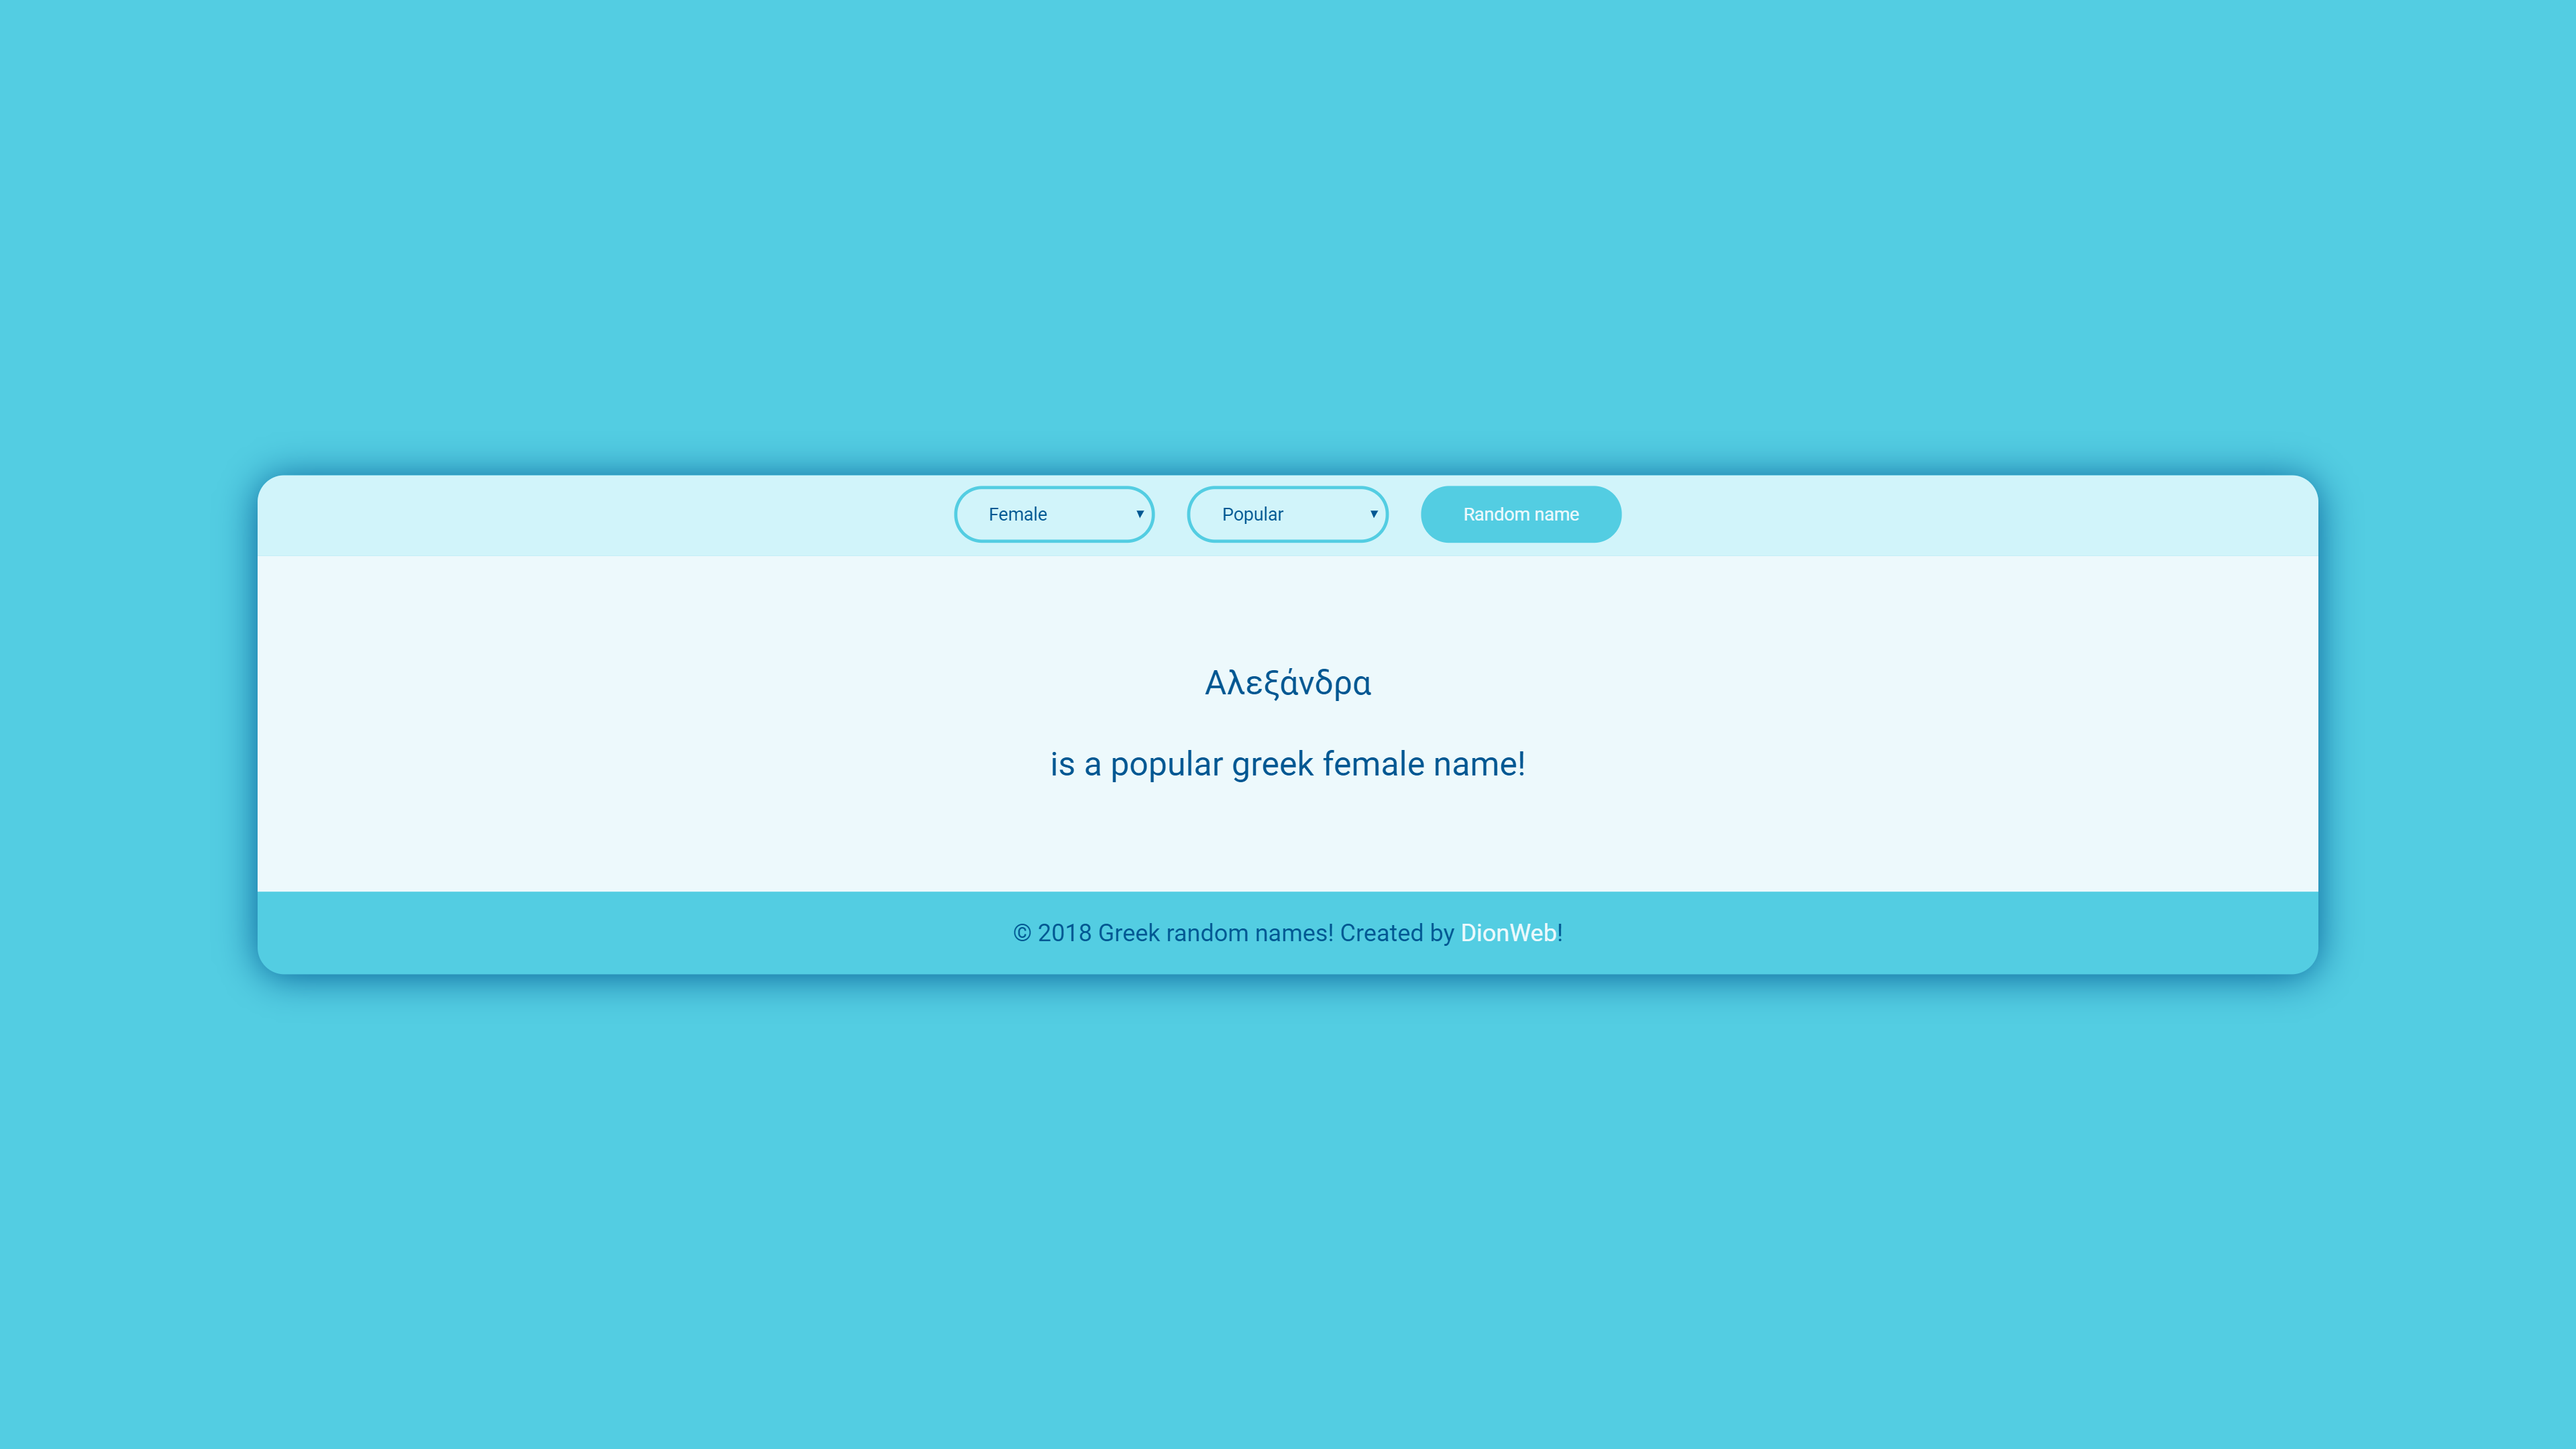 Female ▼ Popular ▼ Random name
Αλεξάνδρα
is a popular greek female name!
© 2018 Greek random names! Created by DionWeb!